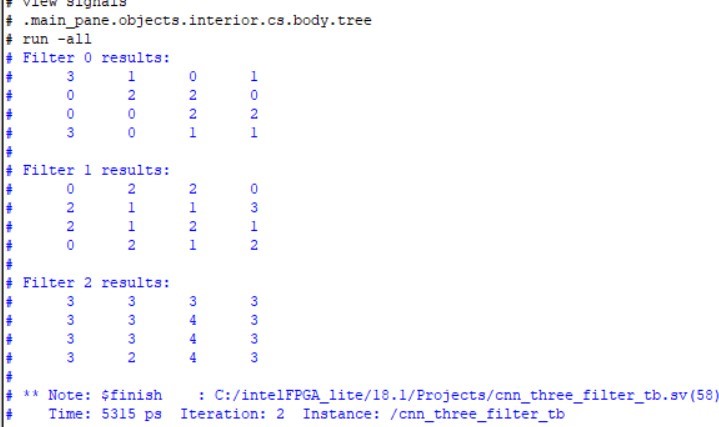 # view signals
# .main_pane.objects.interior.cs.body.tree
# run -all
# Filter 0 results:
# 3 1 0 1
# 0 2 2 0
# 0 0 2 2
# 3 0 1 1
#
# Filter 1 results:
# 0 2 2 0
# 2 1 1 3
# 2 1 2 1
# 0 2 1 2
#
# Filter 2 results:
# 3 3 3 3
# 3 3 4 3
# 3 3 4 3
# 3 2 4 3
#
# ** Note: $finish : C:/intelFPGA_lite/18.1/Projects/cnn_three_filter_tb.sv(58)
# Time: 5315 ps Iteration: 2 Instance: /cnn_three_filter_tb